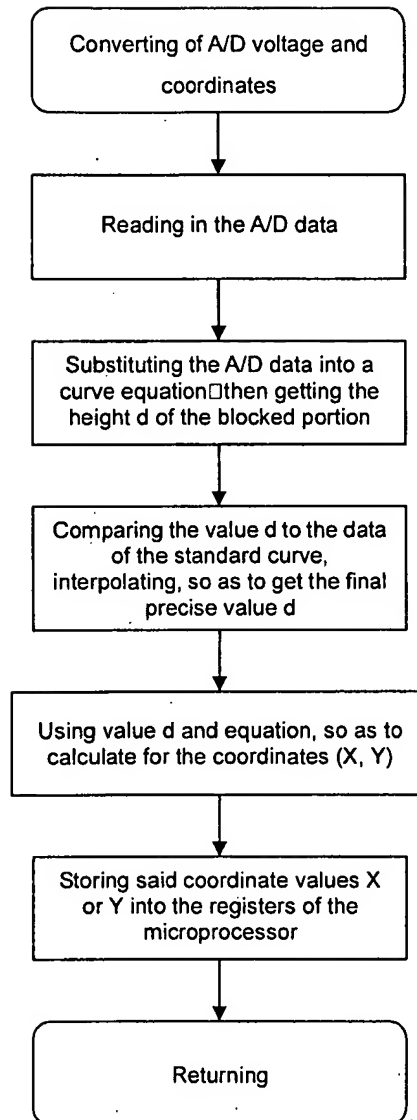 Converting of A/D voltage and
coordinates
Reading in the A/D data
Substituting the A/D data into a
curve equation□then getting the
height d of the blocked portion
Comparing the value d to the data
of the standard curve,
interpolating, so as to get the final
precise value d
Using value d and equation, so as to
calculate for the coordinates (X, Y)
Storing said coordinate values X
or Y into the registers of the
microprocessor
Returning